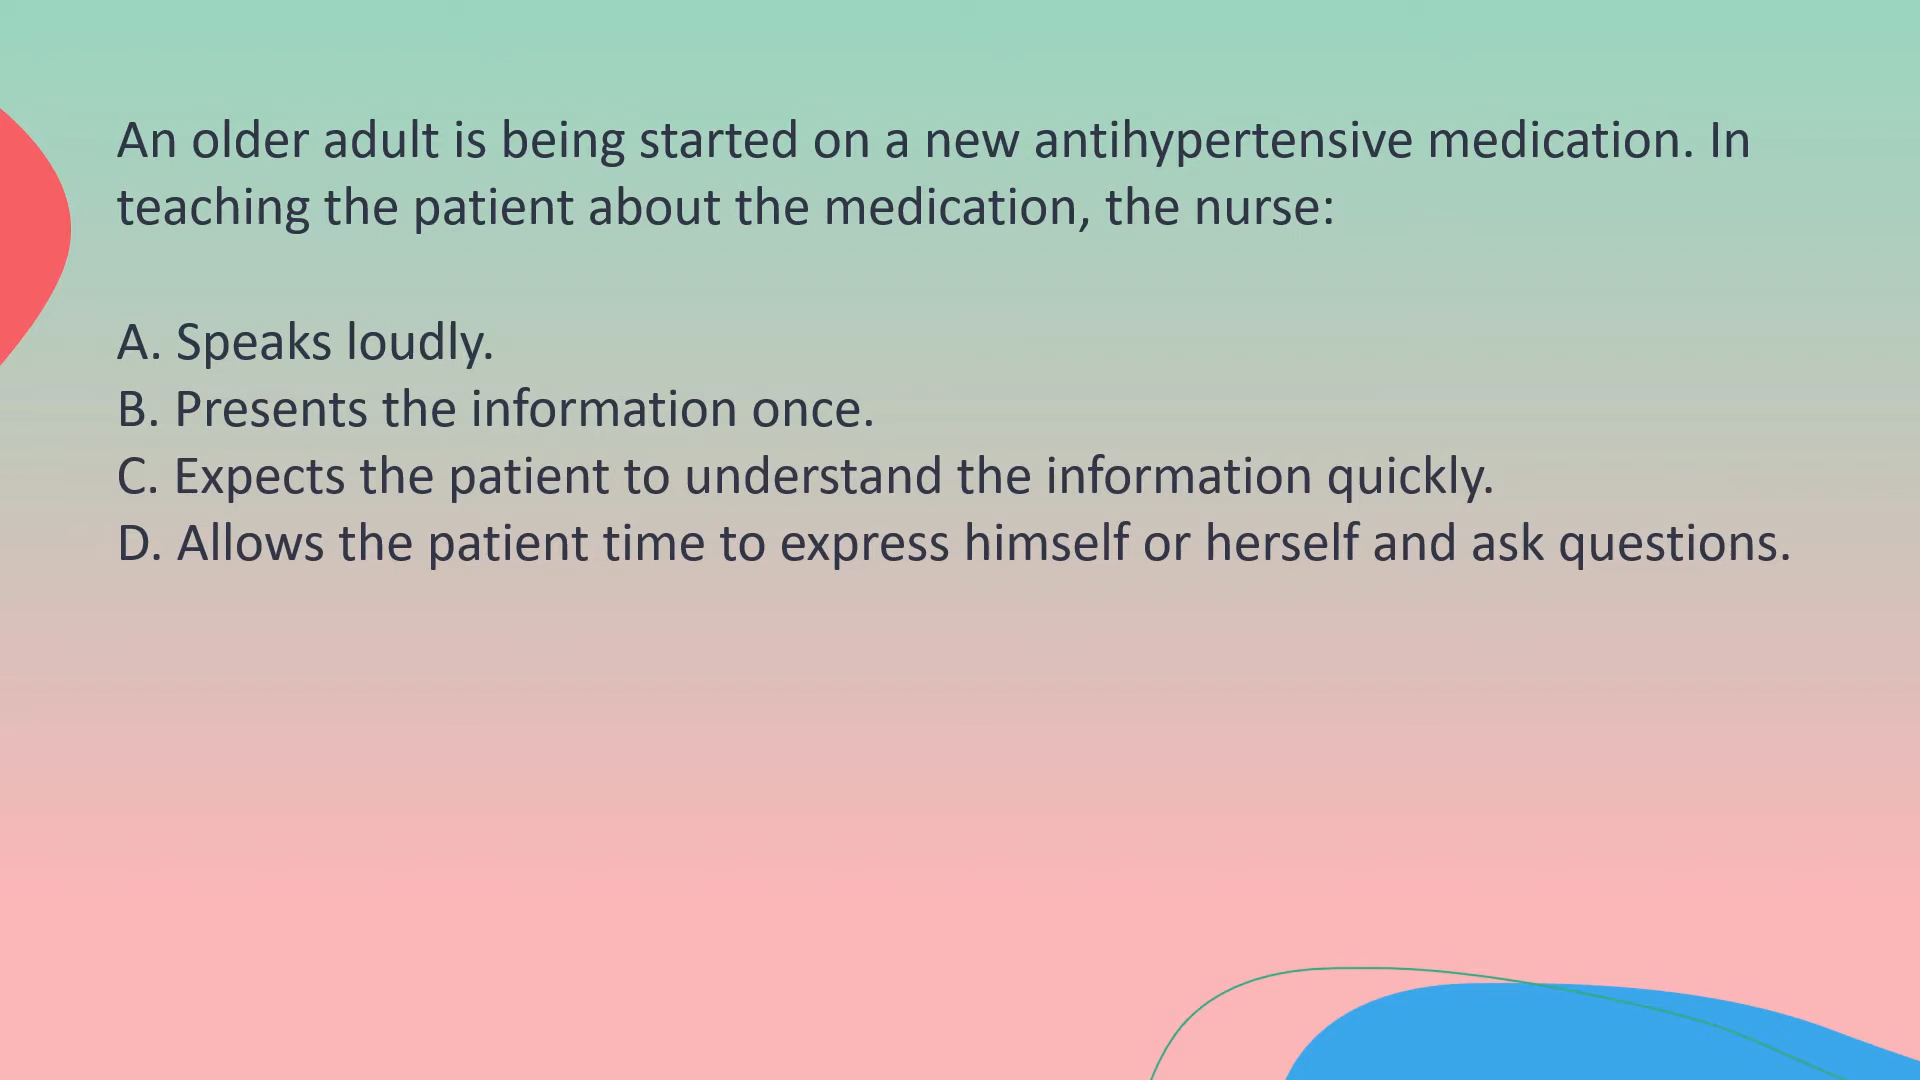 An older adult is being started on a new antihypertensive medication. In
teaching the patient about the medication, the nurse:
A. Speaks loudly.
B. Presents the information once.
C. Expects the patient to understand the information quickly.
D. Allows the patient time to express himself or herself and ask questions.